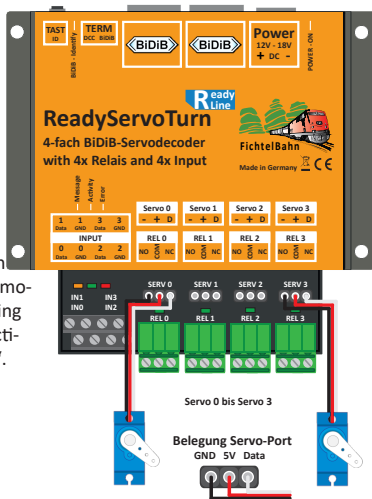 TAST
ID
BiDiB - Identify
TERM
DCC BiDiB
BiDiB
BiDiB
Power
12V - 18V
+ DC -
POWER - ON
Ready
Line
ReadyServoTurn
4-fach BiDiB-Servodecoder
with 4x Relais and 4x Input
FichtelBahn
Made in Germany CE
Message
Activity
Error
1 1 3 3
Data GND Data GND
INPUT
0 0 2 2
Data GND Data GND
Servo 0 Servo 1 Servo 2 Servo 3
- + D - + D - + D - + D
REL 0 REL 1 REL 2 REL 3
NO COM NC NO COM NC NO COM NC NO COM NC
IN1 IN3
IN0 IN2
SERV 0 SERV 1 SERV 2 SERV 3
REL 0 REL 1 REL 2 REL 3
mo-
ing
cti-
.
Servo 0 bis Servo 3
Belegung Servo-Port
GND 5V Data